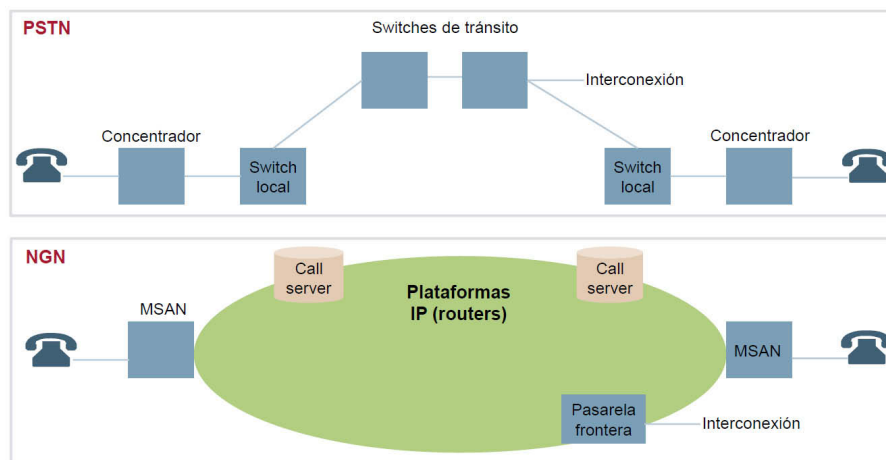 PSTN
Switches de tránsito
Interconexión
Concentrador
Switch
local
Switch
local
Concentrador
NGN
Call
server
Call
server
Plataformas
IP (routers)
MSAN
MSAN
Pasarela
frontera
Interconexión